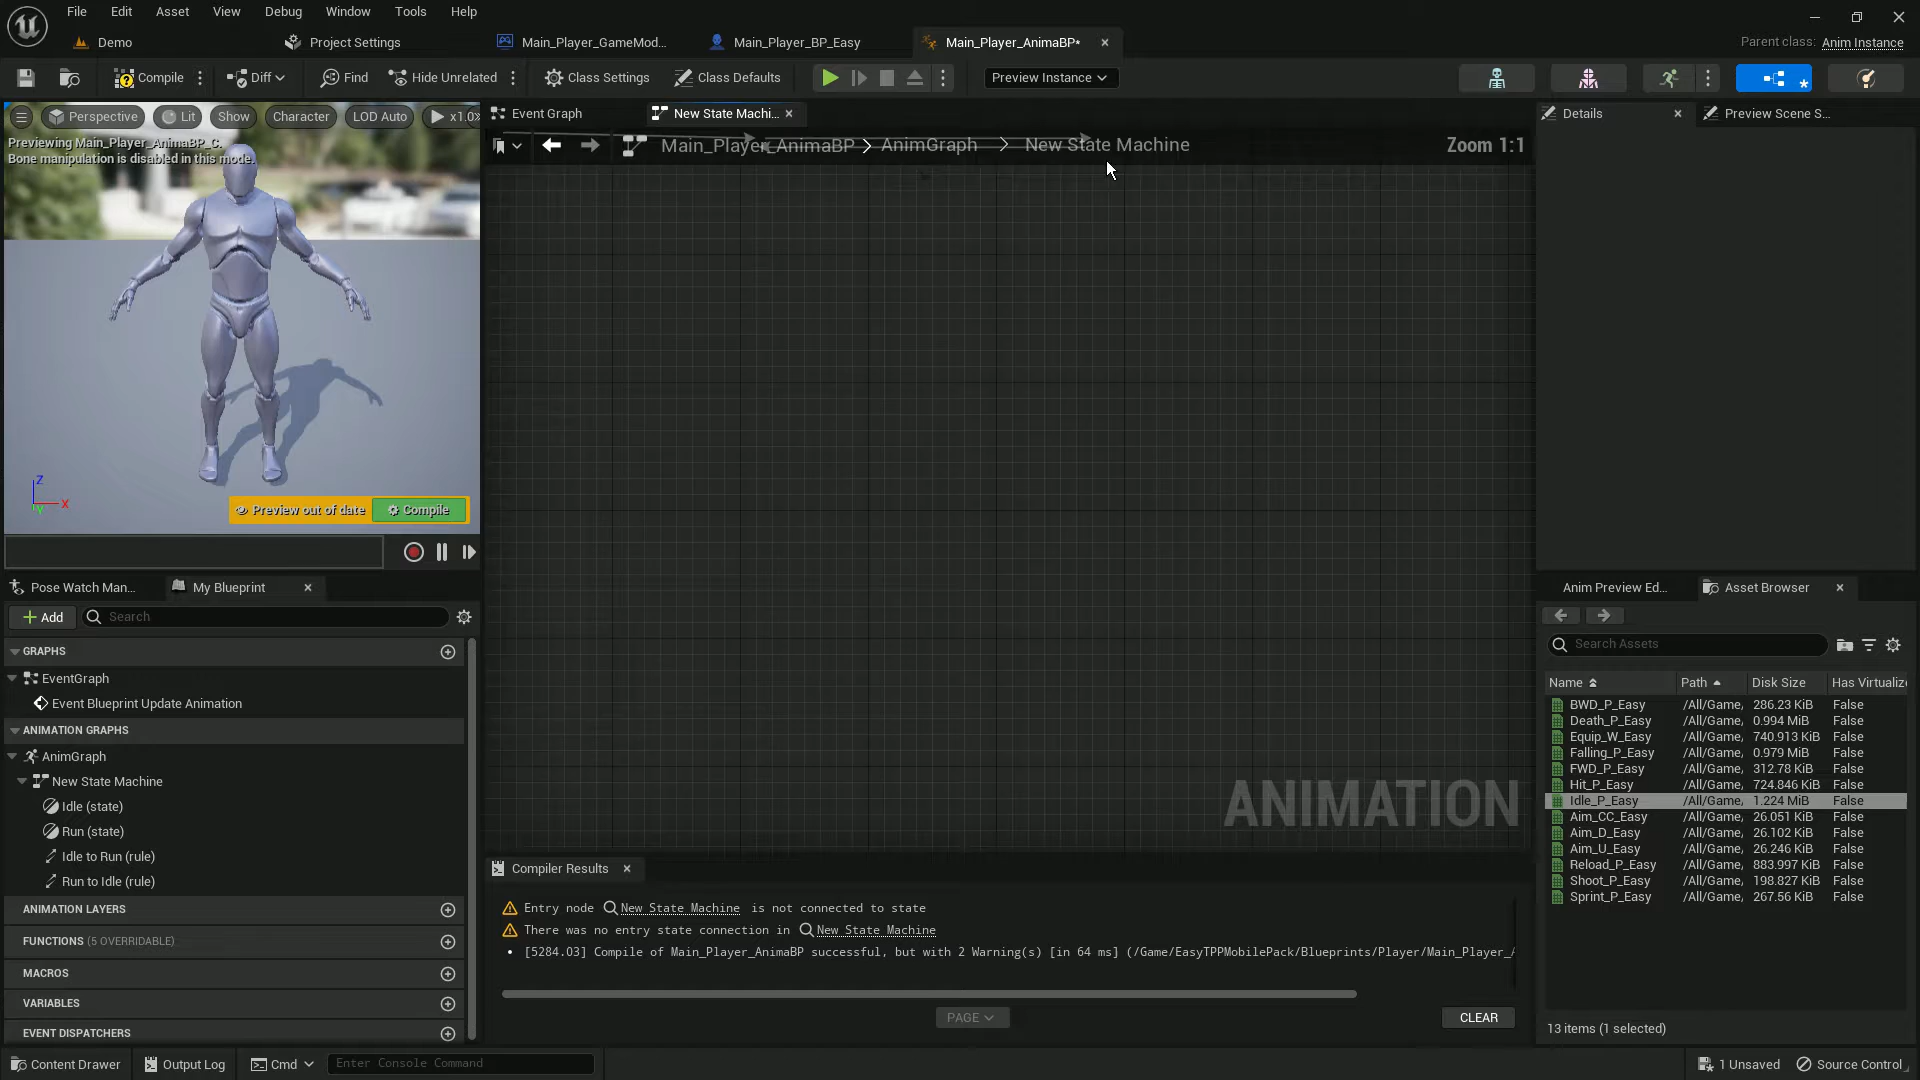 File Edit Asset View Debug Window Tools Help
Demo Project Settings Main_Player_GameMod... Main_Player_BP_Easy Main_Player_AnimaBP* Parent class: Anim Instance
Compile Diff Find Hide Unrelated Class Settings Class Defaults Preview Instance
Perspective Lit Show Character LOD Auto x1.0
Previewing Main_Player_AnimaBP_C.
Bone manipulation is disabled in this mode.
Z
X
Y
Preview out of date Compile
Event Graph New State Machi...
Main_Player_AnimaBP > AnimGraph > New State Machine Zoom 1:1
ANIMATION
Details Preview Scene S...
Pose Watch Man... My Blueprint
Add Search
GRAPHS
EventGraph
Event Blueprint Update Animation
ANIMATION GRAPHS
AnimGraph
New State Machine
Idle (state)
Run (state)
Idle to Run (rule)
Run to Idle (rule)
ANIMATION LAYERS
FUNCTIONS (5 OVERRIDABLE)
MACROS
VARIABLES
EVENT DISPATCHERS
Compiler Results
Entry node New State Machine is not connected to state
There was no entry state connection in New State Machine
• [5284.03] Compile of Main_Player_AnimaBP successful, but with 2 Warning(s) [in 64 ms] (/Game/EasyTPPMobilePack/Blueprints/Player/Main_Player_A
PAGE CLEAR
Anim Preview Ed... Asset Browser
Search Assets
Name Path Disk Size Has Virtualize
BWD_P_Easy /All/Game, 286.23 KiB False
Death_P_Easy /All/Game, 0.994 MiB False
Equip_W_Easy /All/Game, 740.913 KiB False
Falling_P_Easy /All/Game, 0.979 MiB False
FWD_P_Easy /All/Game, 312.78 KiB False
Hit_P_Easy /All/Game, 724.846 KiB False
Idle_P_Easy /All/Game, 1.224 MiB False
Aim_CC_Easy /All/Game, 26.051 KiB False
Aim_D_Easy /All/Game, 26.102 KiB False
Aim_U_Easy /All/Game, 26.246 KiB False
Reload_P_Easy /All/Game, 883.997 KiB False
Shoot_P_Easy /All/Game, 198.827 KiB False
Sprint_P_Easy /All/Game, 267.56 KiB False
13 items (1 selected)
Content Drawer Output Log Cmd Enter Console Command 1 Unsaved Source Control